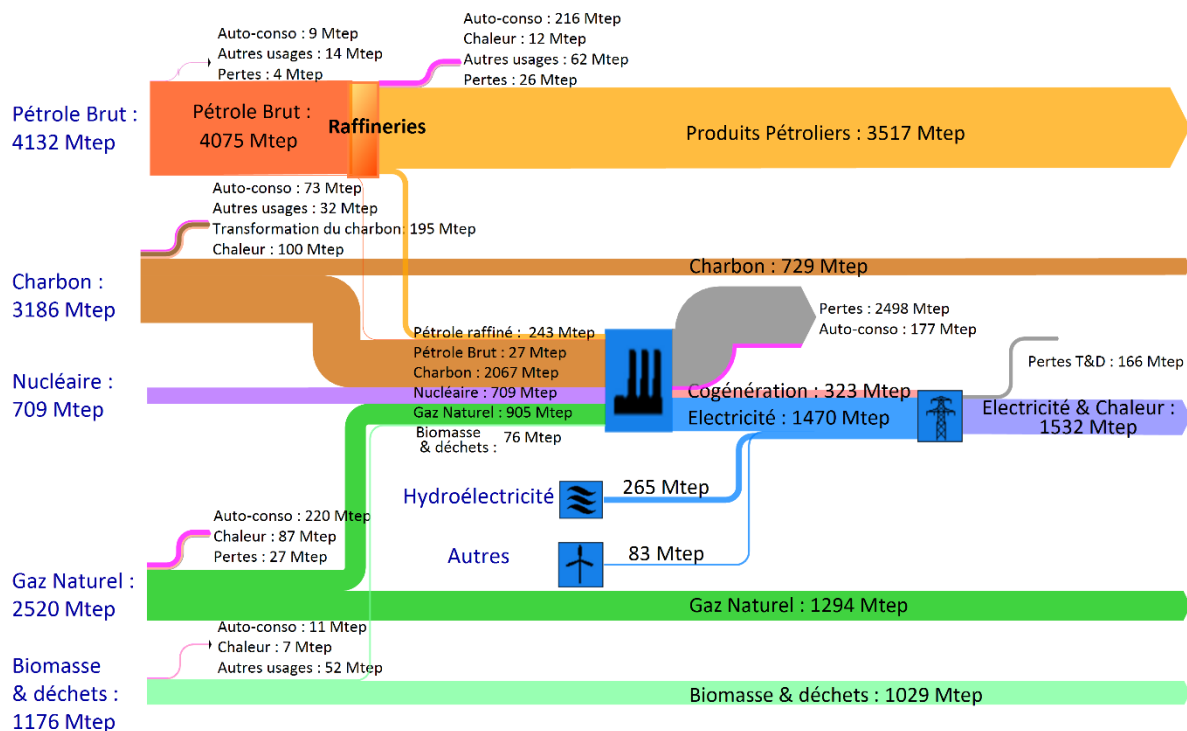 Auto-conso : 9 Mtep
Autres usages : 14 Mtep
Pertes : 4 Mtep
Auto-conso : 216 Mtep
Chaleur : 12 Mtep
Autres usages : 62 Mtep
Pertes : 26 Mtep
Pétrole Brut :
4132 Mtep
Pétrole Brut :
4075 Mtep
Raffineries
Produits Pétroliers : 3517 Mtep
Auto-conso : 73 Mtep
Autres usages : 32 Mtep
Transformation du charbon: 195 Mtep
Chaleur : 100 Mtep
Charbon :
3186 Mtep
Charbon : 729 Mtep
Pertes : 2498 Mtep
Auto-conso : 177 Mtep
Pétrole raffiné : 243 Mtep
Pétrole Brut : 27 Mtep
Charbon : 2067 Mtep
Nucléaire : 709 Mtep
Gaz Naturel : 905 Mtep
Biomasse
& déchets :
76 Mtep
Nucléaire :
709 Mtep
Cogénération : 323 Mtep
Electricité : 1470 Mtep
Pertes T&D : 166 Mtep
Electricité & Chaleur :
1532 Mtep
Hydroélectricité
265 Mtep
Autres
83 Mtep
Auto-conso : 220 Mtep
Chaleur : 87 Mtep
Pertes : 27 Mtep
Gaz Naturel :
2520 Mtep
Gaz Naturel : 1294 Mtep
Auto-conso : 11 Mtep
Chaleur : 7 Mtep
Autres usages : 52 Mtep
Biomasse
& déchets :
1176 Mtep
Biomasse & déchets : 1029 Mtep